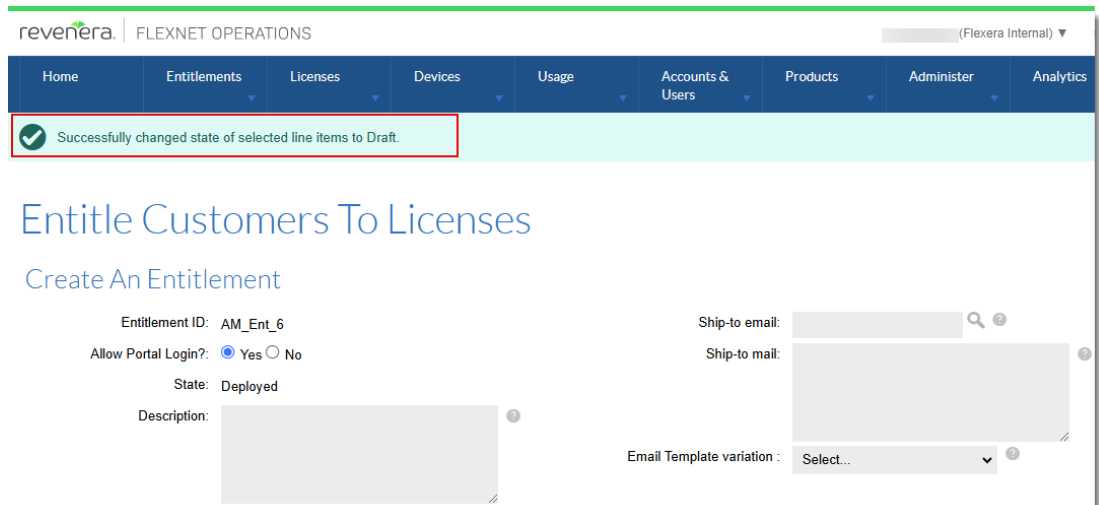 revenera. FLEXNET OPERATIONS
(Flexera Internal) ▼
Home Entitlements Licenses Devices Usage Accounts & Users Products Administer Analytics
Successfully changed state of selected line items to Draft.
Entitle Customers To Licenses
Create An Entitlement
Entitlement ID: AM_Ent_6
Ship-to email:
Allow Portal Login?: Yes No
Ship-to mail:
State: Deployed
Description:
Email Template variation : Select...